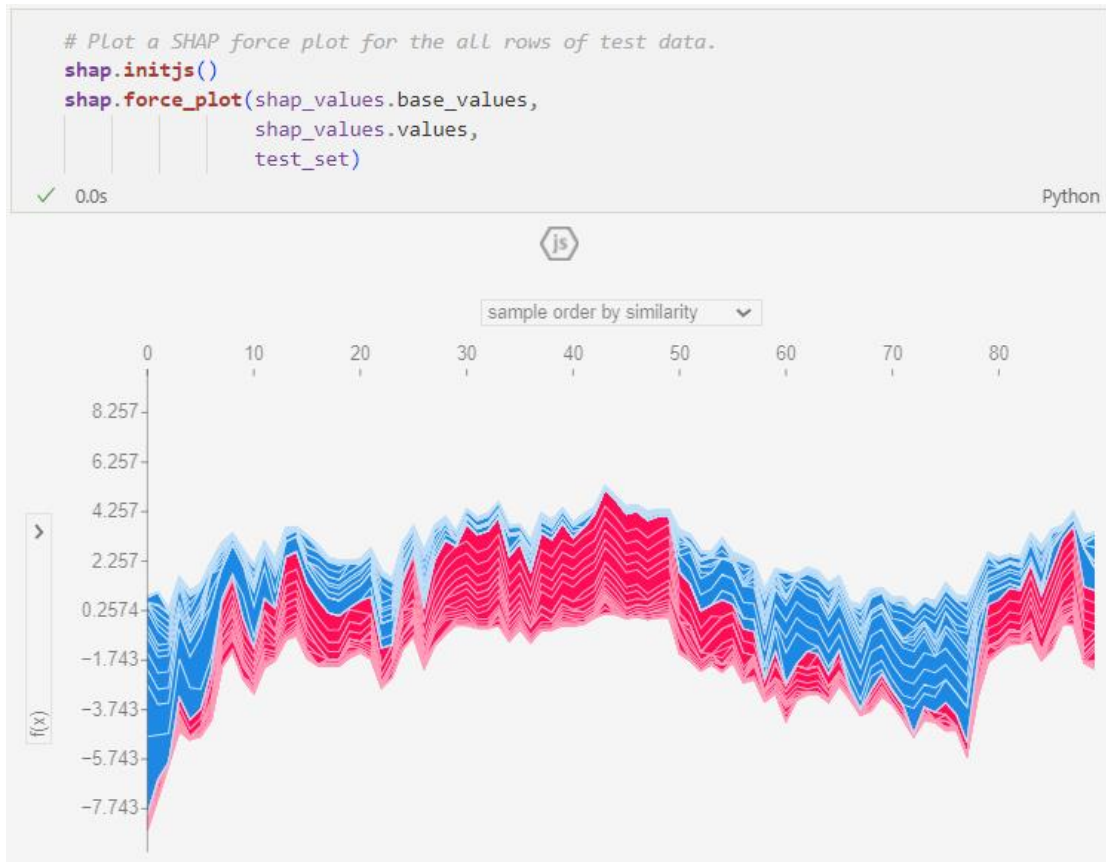 # Plot a SHAP force plot for the all rows of test data.
shap.initjs()
shap.force_plot(shap_values.base_values,
shap_values.values,
test_set)
0.0s
Python
js
sample order by similarity
0 10 20 30 40 50 60 70 80
8.257
6.257
4.257
2.257
0.2574
−1.743
−3.743
−5.743
−7.743
f(x)